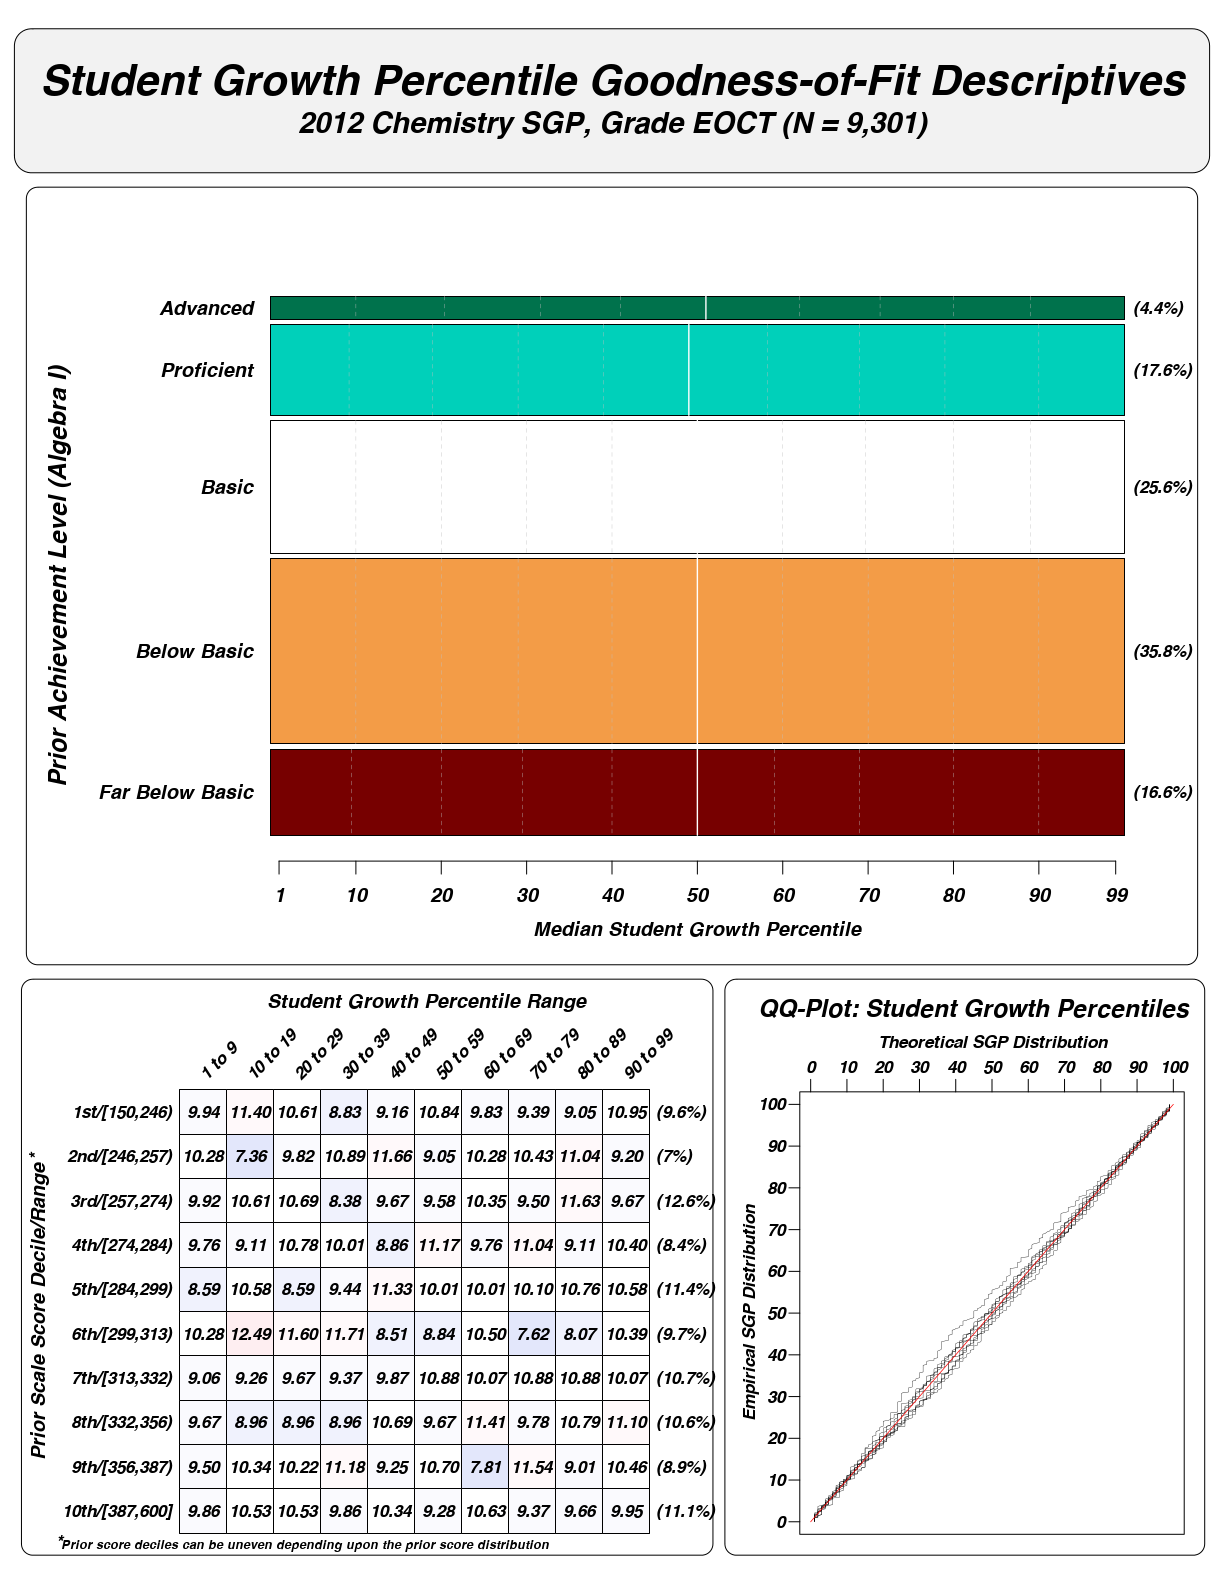 Student Growth Percentile Goodness-of-Fit Descriptives
2012 Chemistry SGP, Grade EOCT (N = 9,301)
Prior Achievement Level (Algebra I)
Advanced (4.4%)
Proficient (17.6%)
Basic (25.6%)
Below Basic (35.8%)
Far Below Basic (16.6%)
1 10 20 30 40 50 60 70 80 90 99
Median Student Growth Percentile
Student Growth Percentile Range
1 to 9 10 to 19 20 to 29 30 to 39 40 to 49 50 to 59 60 to 69 70 to 79 80 to 89 90 to 99
Prior Scale Score Decile/Range*
1st/[150,246) 9.94 11.40 10.61 8.83 9.16 10.84 9.83 9.39 9.05 10.95 (9.6%)
2nd/[246,257) 10.28 7.36 9.82 10.89 11.66 9.05 10.28 10.43 11.04 9.20 (7%)
3rd/[257,274) 9.92 10.61 10.69 8.38 9.67 9.58 10.35 9.50 11.63 9.67 (12.6%)
4th/[274,284) 9.76 9.11 10.78 10.01 8.86 11.17 9.76 11.04 9.11 10.40 (8.4%)
5th/[284,299) 8.59 10.58 8.59 9.44 11.33 10.01 10.01 10.10 10.76 10.58 (11.4%)
6th/[299,313) 10.28 12.49 11.60 11.71 8.51 8.84 10.50 7.62 8.07 10.39 (9.7%)
7th/[313,332) 9.06 9.26 9.67 9.37 9.87 10.88 10.07 10.88 10.88 10.07 (10.7%)
8th/[332,356) 9.67 8.96 8.96 8.96 10.69 9.67 11.41 9.78 10.79 11.10 (10.6%)
9th/[356,387) 9.50 10.34 10.22 11.18 9.25 10.70 7.81 11.54 9.01 10.46 (8.9%)
10th/[387,600] 9.86 10.53 10.53 9.86 10.34 9.28 10.63 9.37 9.66 9.95 (11.1%)
*Prior score deciles can be uneven depending upon the prior score distribution
QQ-Plot: Student Growth Percentiles
Theoretical SGP Distribution
0 10 20 30 40 50 60 70 80 90 100
Empirical SGP Distribution
100
90
80
70
60
50
40
30
20
10
0